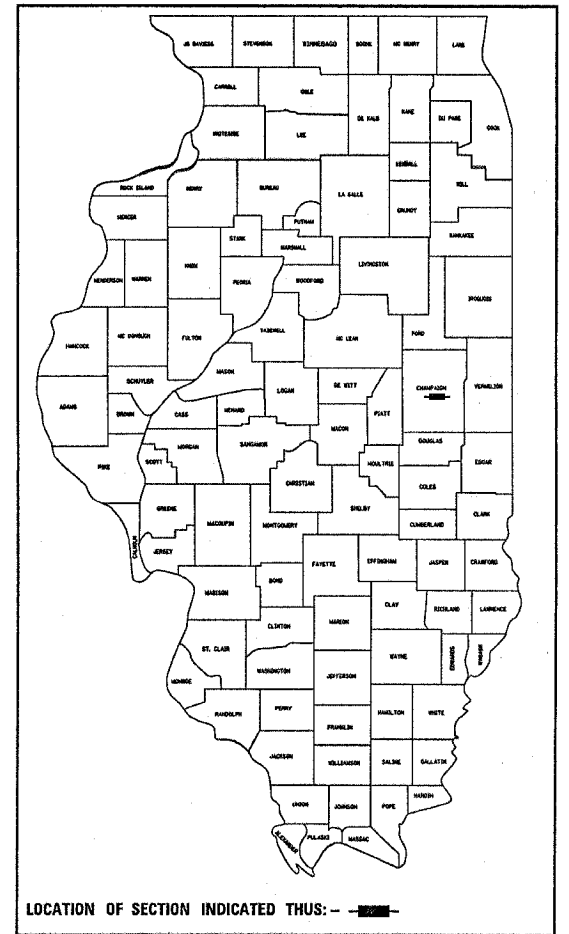 JO DAVIESS STEPHENSON WINNEBAGO BOONE MC HENRY LAKE
CARROLL OGLE DE KALB KANE DU PAGE COOK
WHITESIDE LEE
KENDALL WILL
ROCK ISLAND HENRY BUREAU LA SALLE GRUNDY
MERCER PUTNAM
STARK MARSHALL KANKAKEE
HENDERSON WARREN KNOX PEORIA WOODFORD LIVINGSTON IROQUOIS
HANCOCK MC DONOUGH FULTON TAZEWELL MC LEAN FORD
SCHUYLER MASON
ADAMS BROWN CASS MENARD LOGAN DE WITT PIATT CHAMPAIGN VERMILION
MORGAN SANGAMON MACON DOUGLAS
PIKE SCOTT CHRISTIAN MOULTRIE COLES EDGAR
GREENE MACOUPIN MONTGOMERY SHELBY CUMBERLAND CLARK
CALHOUN JERSEY
FAYETTE EFFINGHAM JASPER CRAWFORD
MADISON BOND
CLAY RICHLAND LAWRENCE
CLINTON MARION
ST. CLAIR WAYNE EDWARDS WABASH
WASHINGTON JEFFERSON
MONROE
RANDOLPH PERRY HAMILTON WHITE
FRANKLIN
JACKSON WILLIAMSON SALINE GALLATIN
HARDIN
UNION JOHNSON POPE
ALEXANDER PULASKI MASSAC
LOCATION OF SECTION INDICATED THUS: -